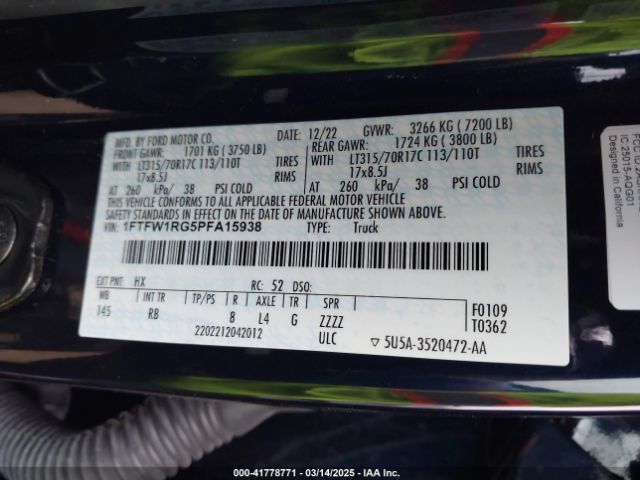 MFD. BY FORD MOTOR CO. DATE: 12/22 GVWR: 3266 KG ( 7200 LB)
FRONT GAWR: 1701 KG ( 3750 LB) REAR GAWR: 1724 KG ( 3800 LB)
WITH LT315/70R17C 113/110T TIRES WITH LT315/70R17C 113/110T TIRES
17x8.5J RIMS 17x8.5J RIMS
AT 260 kPa/ 38 PSI COLD AT 260 kPa/ 38 PSI COLD
THIS VEHICLE CONFORMS TO ALL APPLICABLE FEDERAL MOTOR VEHICLE
SAFETY STANDARDS IN EFFECT ON THE DATE OF MANUFACTURE SHOWN ABOVE.
VIN: 1FTFW1RG5PFA15938 TYPE: Truck
EXT PNT: HX RC: 52 DSO:
WB INT TR TP/PS R AXLE TR SPR
145 RB 8 L4 G ZZZZ
2202212042012 ULC
F0109
T0362
5U5A-3520472-AA
IC:25015-AQG01
Designed in California
000-41778771 - 03/14/2025 - IAA Inc.